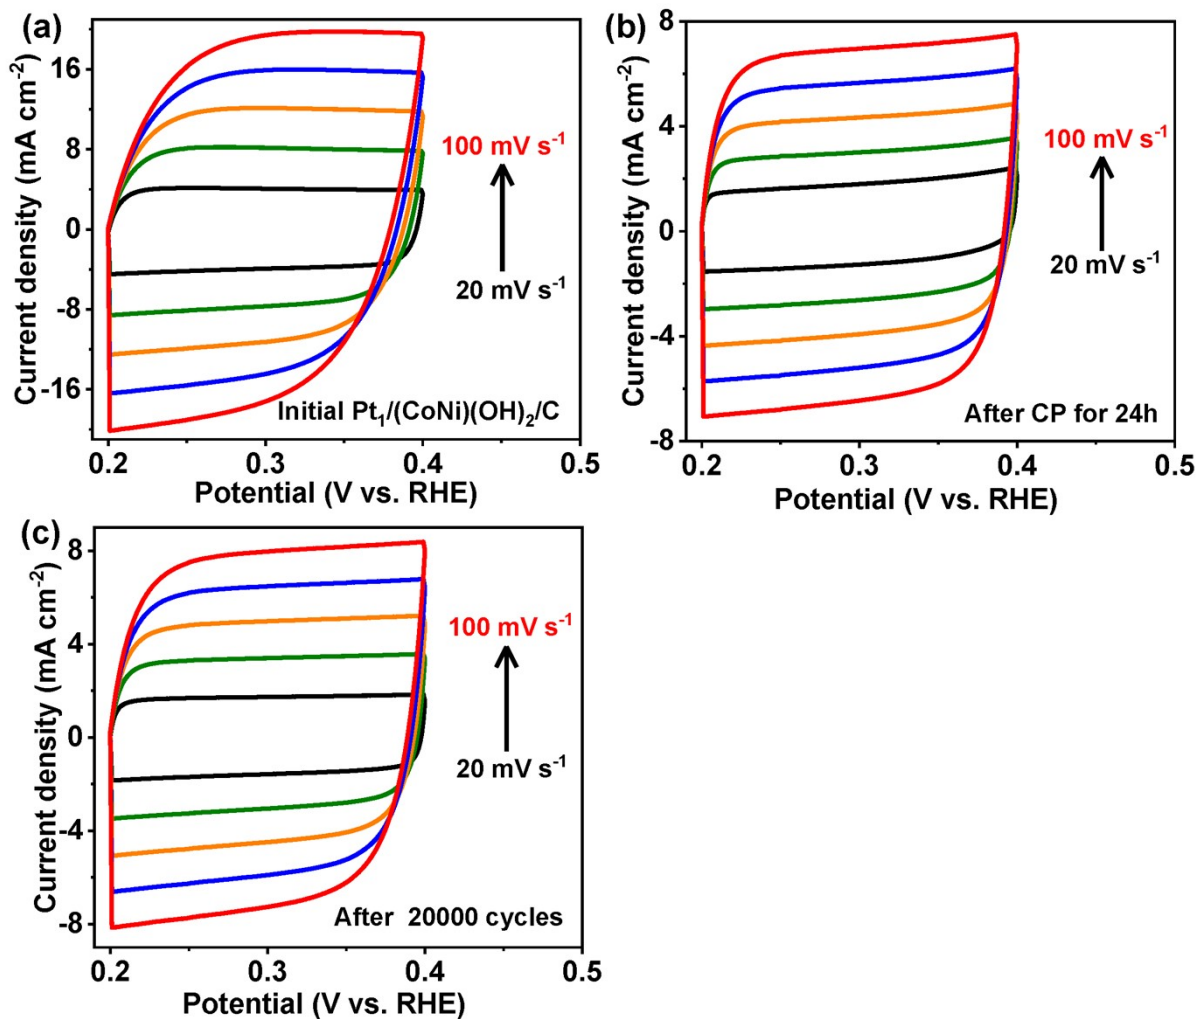 (a)
Current density (mA cm⁻²)
16
8
0
-8
-16
100 mV s⁻¹
20 mV s⁻¹
Initial Pt₁/(CoNi)(OH)₂/C
0.2 0.3 0.4 0.5
Potential (V vs. RHE)
(b)
Current density (mA cm⁻²)
8
4
0
-4
-8
100 mV s⁻¹
20 mV s⁻¹
After CP for 24h
0.2 0.3 0.4 0.5
Potential (V vs. RHE)
(c)
Current density (mA cm⁻²)
8
4
0
-4
-8
100 mV s⁻¹
20 mV s⁻¹
After 20000 cycles
0.2 0.3 0.4 0.5
Potential (V vs. RHE)